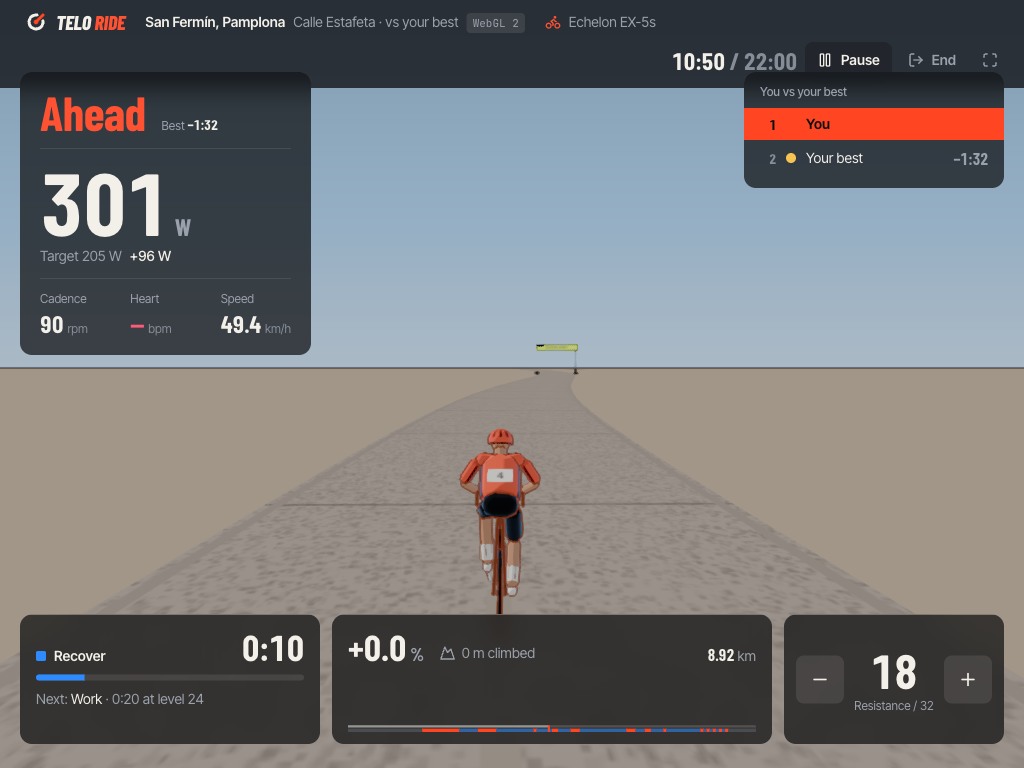 TELO RIDE San Fermín, Pamplona Calle Estafeta · vs your best WebGL 2 Echelon EX-5s
10:50 / 22:00 Pause End
Ahead Best −1:32
301 W
Target 205 W +96 W
Cadence Heart Speed
90 rpm — bpm 49.4 km/h
You vs your best
1 You
2 Your best −1:32
4
Recover 0:10
Next: Work · 0:20 at level 24
+0.0 % 0 m climbed 8.92 km
− 18 +
Resistance / 32